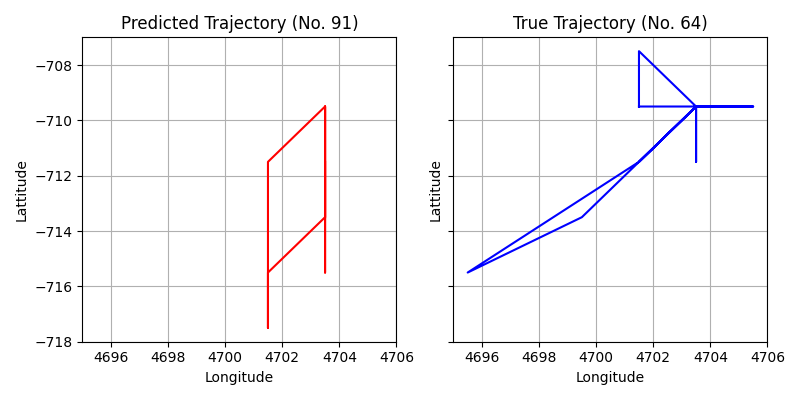 Predicted Trajectory (No. 91)
True Trajectory (No. 64)
−708
−710
−712
−714
−716
−718
Lattitude
Lattitude
4696 4698 4700 4702 4704 4706
4696 4698 4700 4702 4704 4706
Longitude
Longitude